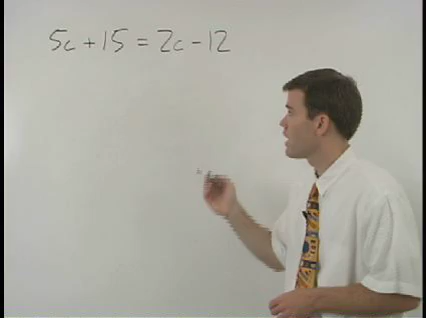 5c + 15 = 2c - 12